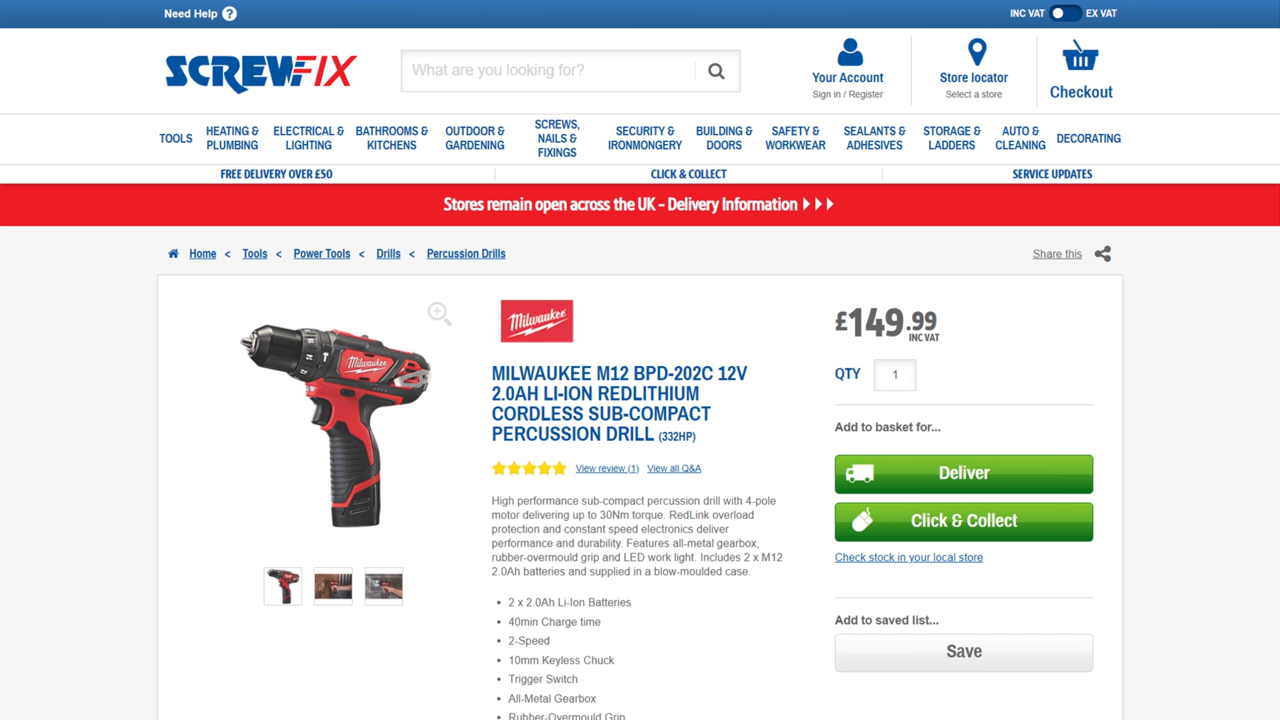 Need Help ?
INC VAT EX VAT
SCREWFIX
What are you looking for?
Your Account
Sign in / Register
Store locator
Select a store
Checkout
TOOLS
HEATING &
PLUMBING
ELECTRICAL &
LIGHTING
BATHROOMS &
KITCHENS
OUTDOOR &
GARDENING
SCREWS,
NAILS &
FIXINGS
SECURITY &
IRONMONGERY
BUILDING &
DOORS
SAFETY &
WORKWEAR
SEALANTS &
ADHESIVES
STORAGE &
LADDERS
AUTO &
CLEANING
DECORATING
FREE DELIVERY OVER £50
CLICK & COLLECT
SERVICE UPDATES
Stores remain open across the UK - Delivery Information
Home < Tools < Power Tools < Drills < Percussion Drills
Share this
Milwaukee
Milwaukee
MILWAUKEE M12 BPD-202C 12V
2.0AH LI-ION REDLITHIUM
CORDLESS SUB-COMPACT
PERCUSSION DRILL (332HP)
View review (1) View all Q&A
High performance sub-compact percussion drill with 4-pole
motor delivering up to 30Nm torque. RedLink overload
protection and constant speed electronics deliver
performance and durability. Features all-metal gearbox,
rubber-overmould grip and LED work light. Includes 2 x M12
2.0Ah batteries and supplied in a blow-moulded case.
• 2 x 2.0Ah Li-Ion Batteries
• 40min Charge time
• 2-Speed
• 10mm Keyless Chuck
• Trigger Switch
• All-Metal Gearbox
• Rubber-Overmould Grip
£149.99
INC VAT
QTY 1
Add to basket for...
Deliver
Click & Collect
Check stock in your local store
Add to saved list...
Save